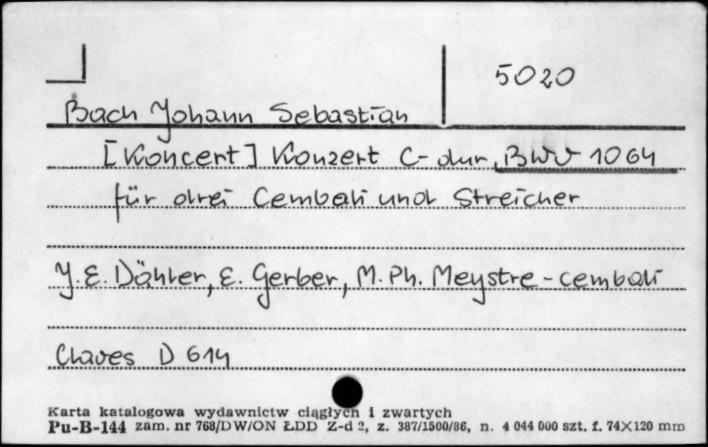 5020
Bach Johann Sebastian
[Koncert] Konzert C-dur, BWV 1064
für drei Cembali und Streicher
J. E. Dähler, E. Gerber, M. Ph. Meystre - cembali
Claves D 614
Karta katalogowa wydawnictw ciągłych i zwartych
Pu-B-144 zam. nr 768/DW/ON ŁDD Z-d 2, z. 387/1500/86, n. 4 044 000 szt. f. 74×120 mm